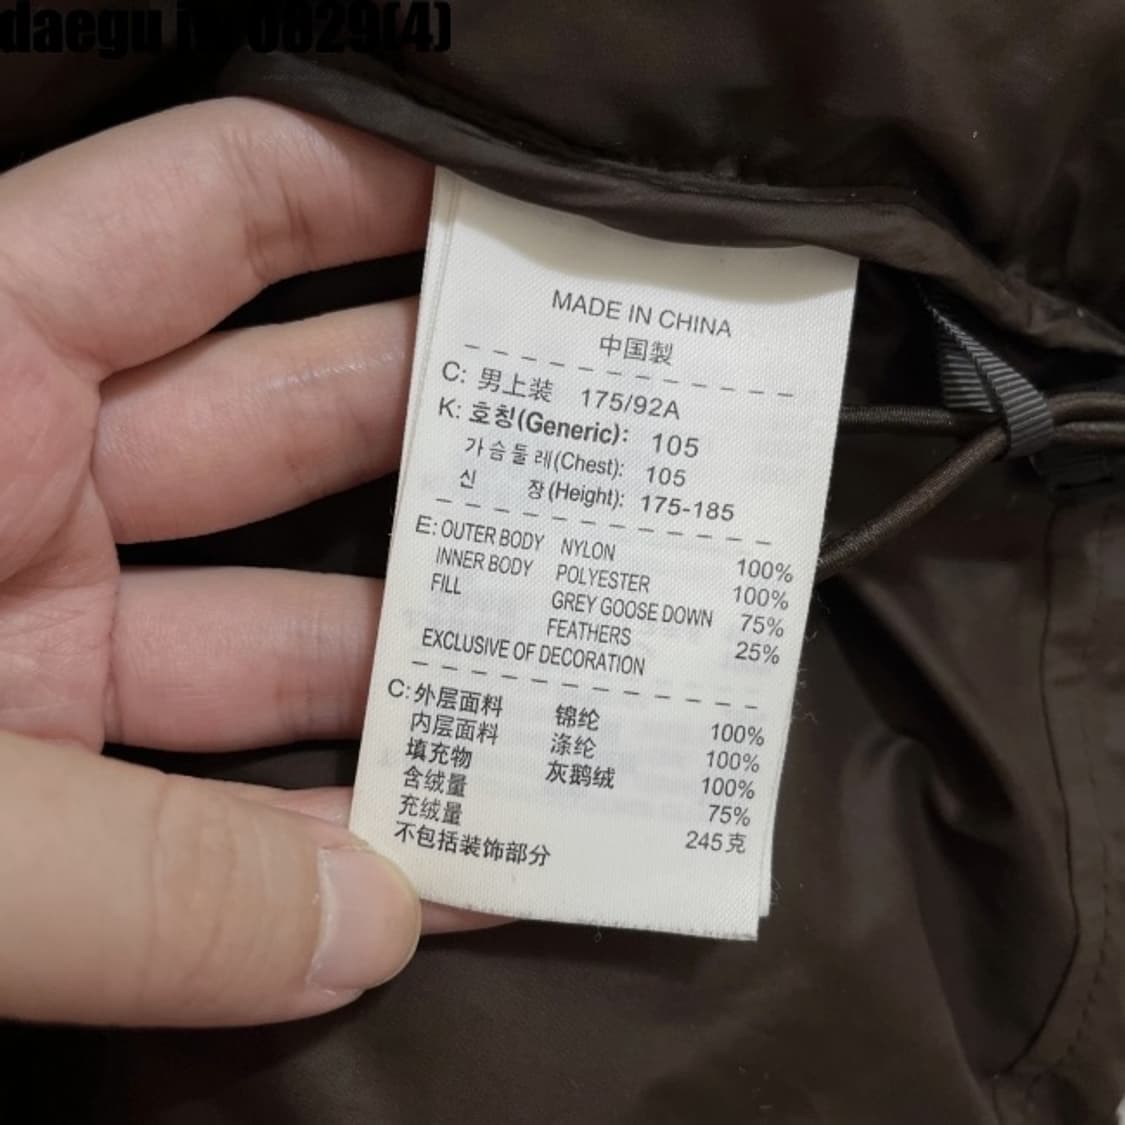 daegu 0829(4)
MADE IN CHINA
中国製
C: 男上装 175/92A
K: 호칭(Generic): 105
가슴둘레(Chest): 105
신 장(Height): 175-185
E: OUTER BODY NYLON 100%
INNER BODY POLYESTER 100%
FILL GREY GOOSE DOWN 75%
FEATHERS 25%
EXCLUSIVE OF DECORATION
C: 外层面料 锦纶 100%
内层面料 涤纶 100%
填充物 灰鹅绒 100%
含绒量 75%
充绒量 245克
不包括装饰部分